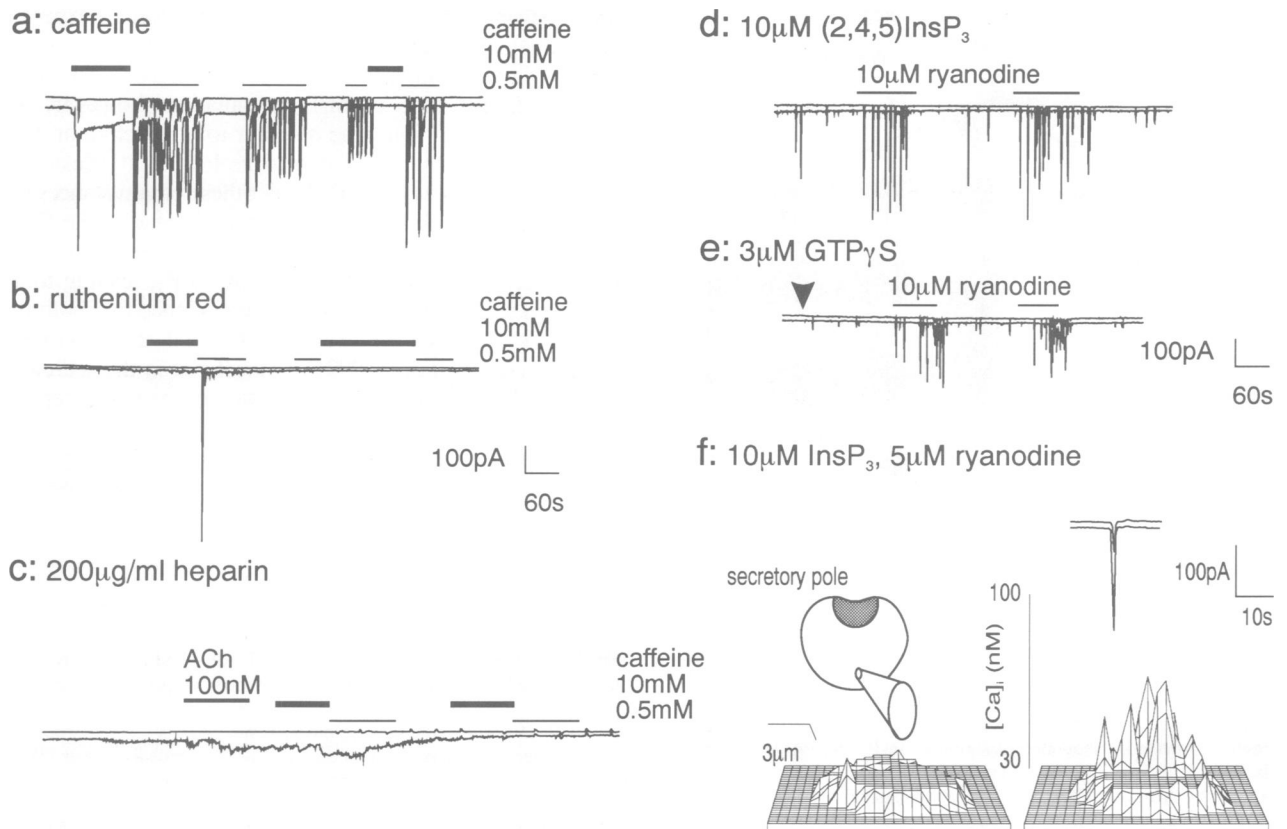 a: caffeine
caffeine
10mM
0.5mM
b: ruthenium red
caffeine
10mM
0.5mM
100pA
60s
c: 200µg/ml heparin
ACh
100nM
caffeine
10mM
0.5mM
d: 10µM (2,4,5)InsP₃
10µM ryanodine
e: 3µM GTPγS
10µM ryanodine
100pA
60s
f: 10µM InsP₃, 5µM ryanodine
secretory pole
3µm
100
[Ca]ᵢ (nM)
30
100pA
10s